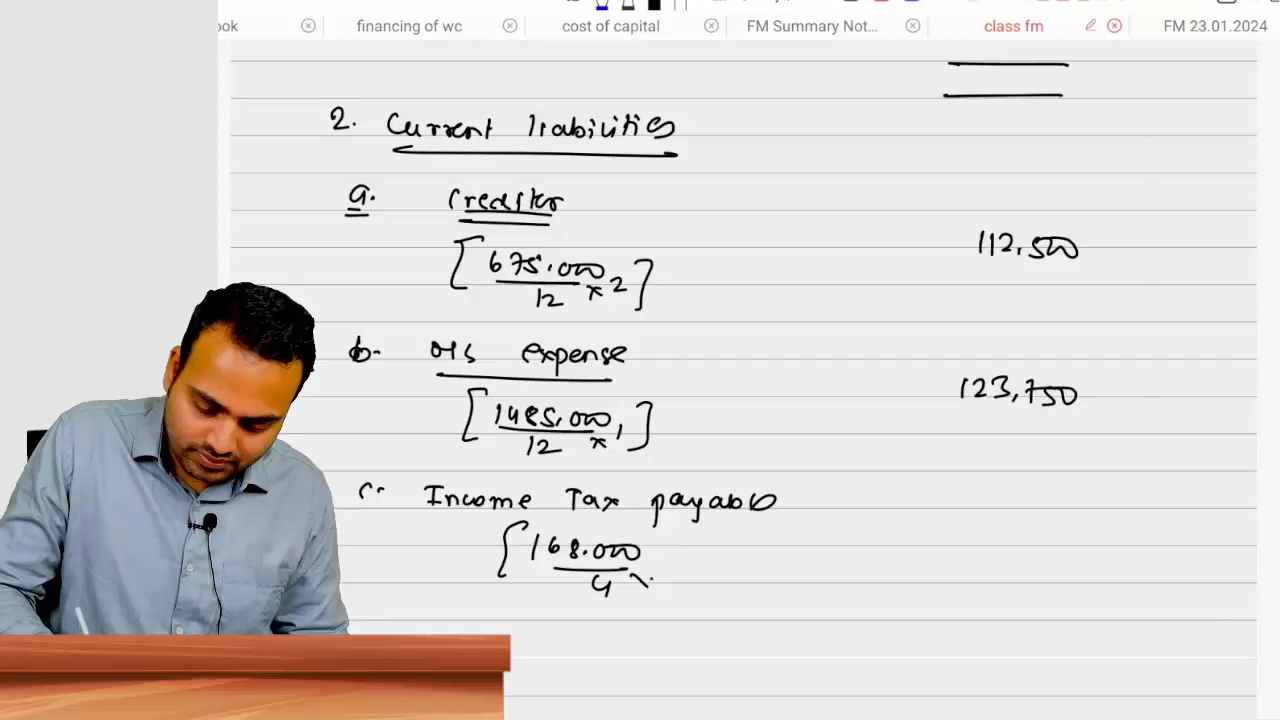 ook financing of wc cost of capital FM Summary Not... class fm FM 23.01.2024
2. Current liabilities
a. Creditor
[675,000/12 x 2] 112,500
b. O/s expense
[1485,000/12 x 1] 123,750
c. Income Tax payable
[168,000/4 x